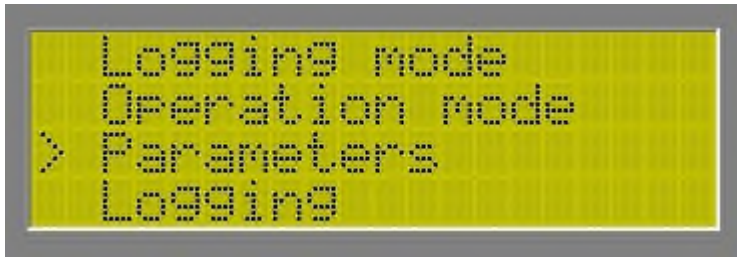 Logging mode
Operation mode
> Parameters
Logging